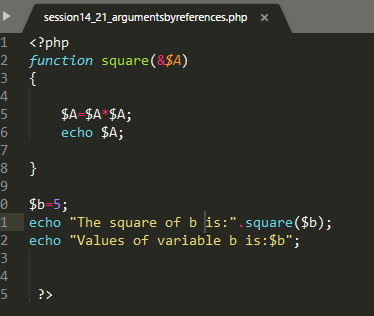 session14_21_argumentsbyreferences.php ×
1 <?php
2 function square(&$A)
3 {
4
5 $A=$A*$A;
6 echo $A;
7
8 }
9
0 $b=5;
1 echo "The square of b is:".square($b);
2 echo "Values of variable b is:$b";
3
4
5 ?>